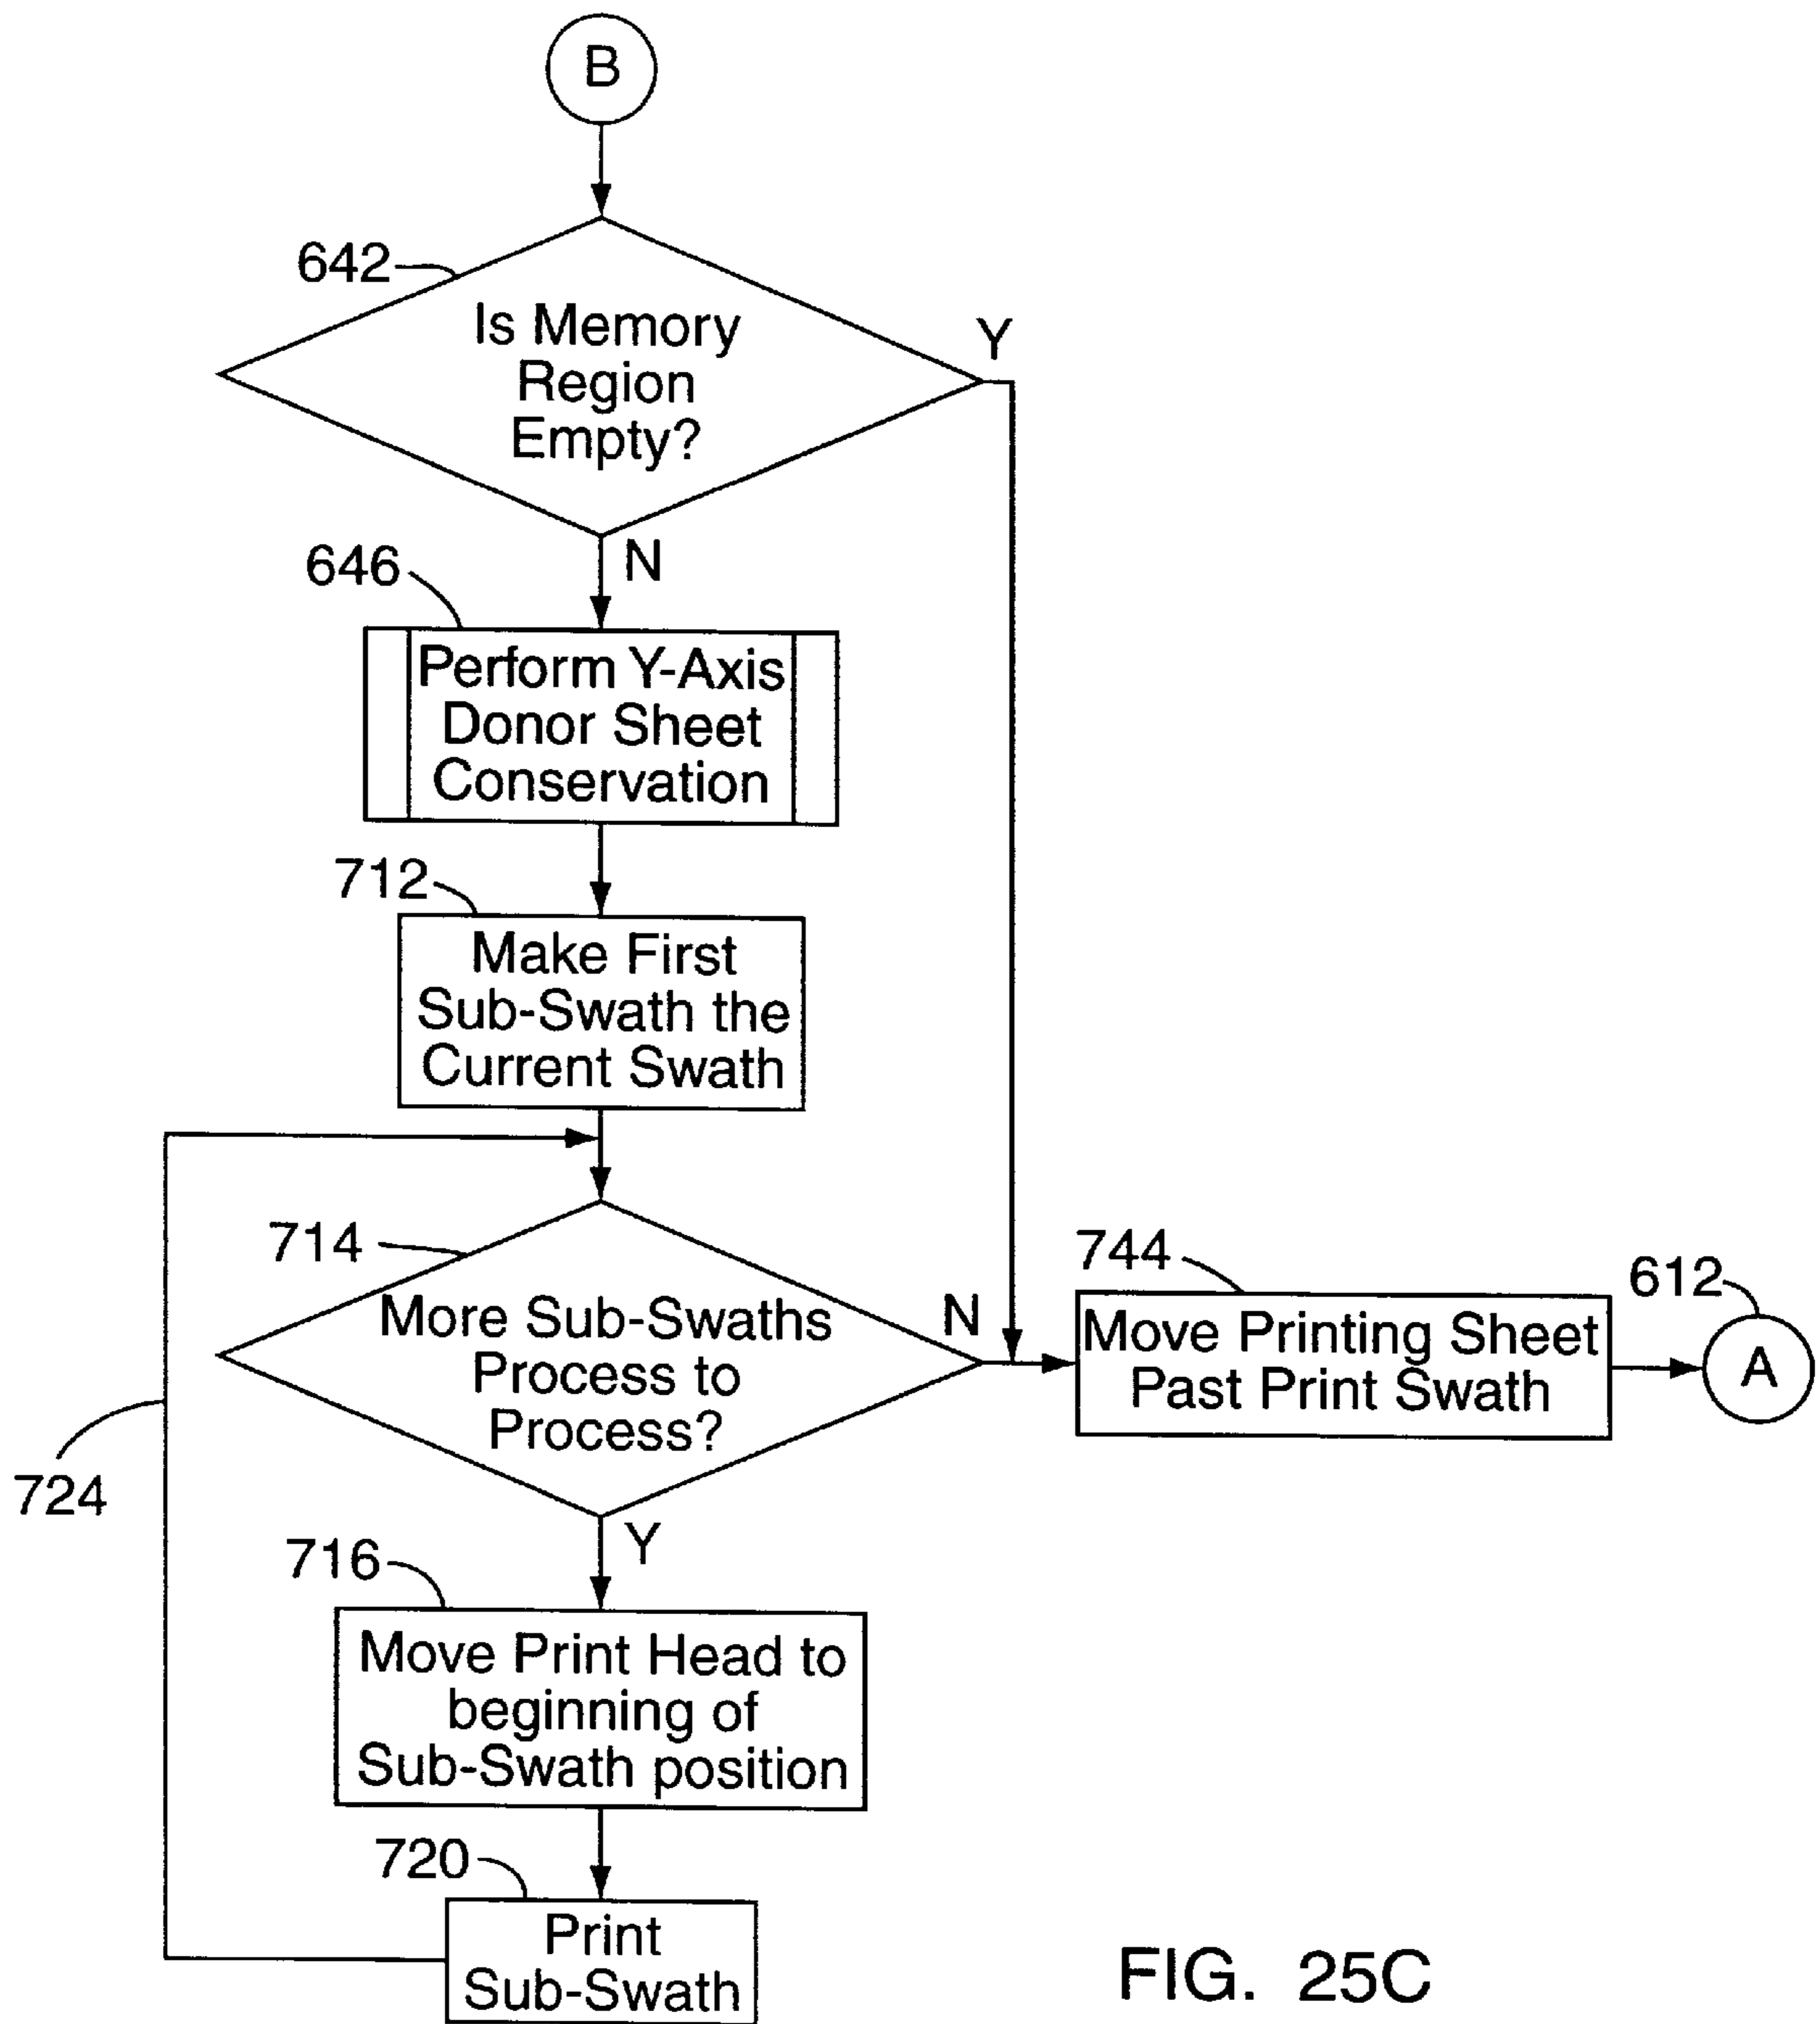 B
642
Is Memory
Region
Empty?
Y
N
646
Perform Y-Axis
Donor Sheet
Conservation
712
Make First
Sub-Swath the
Current Swath
714
More Sub-Swaths
Process to
Process?
N
744
Move Printing Sheet
Past Print Swath
612
A
724
Y
716
Move Print Head to
beginning of
Sub-Swath position
720
Print
Sub-Swath
FIG. 25C